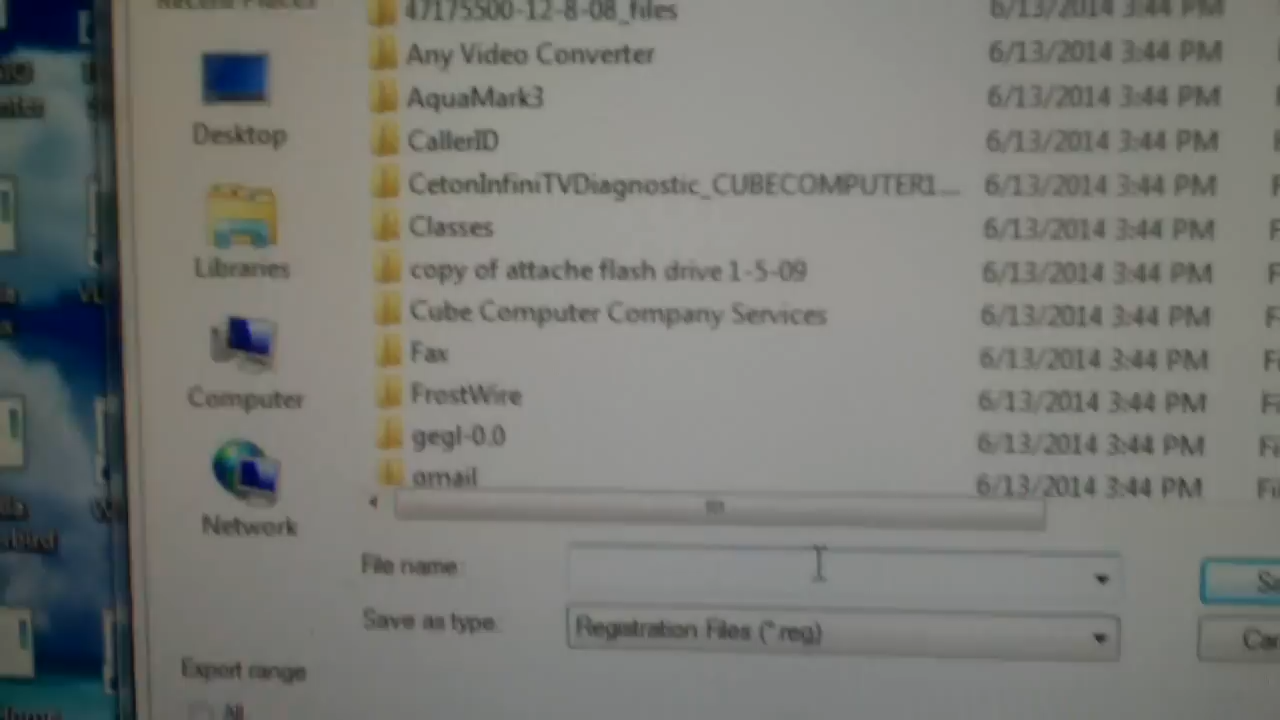 Recent Places
47175500-12-8-08_files 6/13/2014 3:44 PM
Any Video Converter 6/13/2014 3:44 PM
AquaMark3 6/13/2014 3:44 PM
Desktop
CallerID 6/13/2014 3:44 PM
CetonInfiniTVDiagnostic_CUBECOMPUTER1... 6/13/2014 3:44 PM
Classes 6/13/2014 3:44 PM
Libraries
copy of attache flash drive 1-5-09 6/13/2014 3:44 PM
Cube Computer Company Services 6/13/2014 3:44 PM
Fax 6/13/2014 3:44 PM
Computer
FrostWire 6/13/2014 3:44 PM
gegl-0.0 6/13/2014 3:44 PM
gmail 6/13/2014 3:44 PM
Network
File name:
Save as type: Registration Files (*.reg)
Export range
All